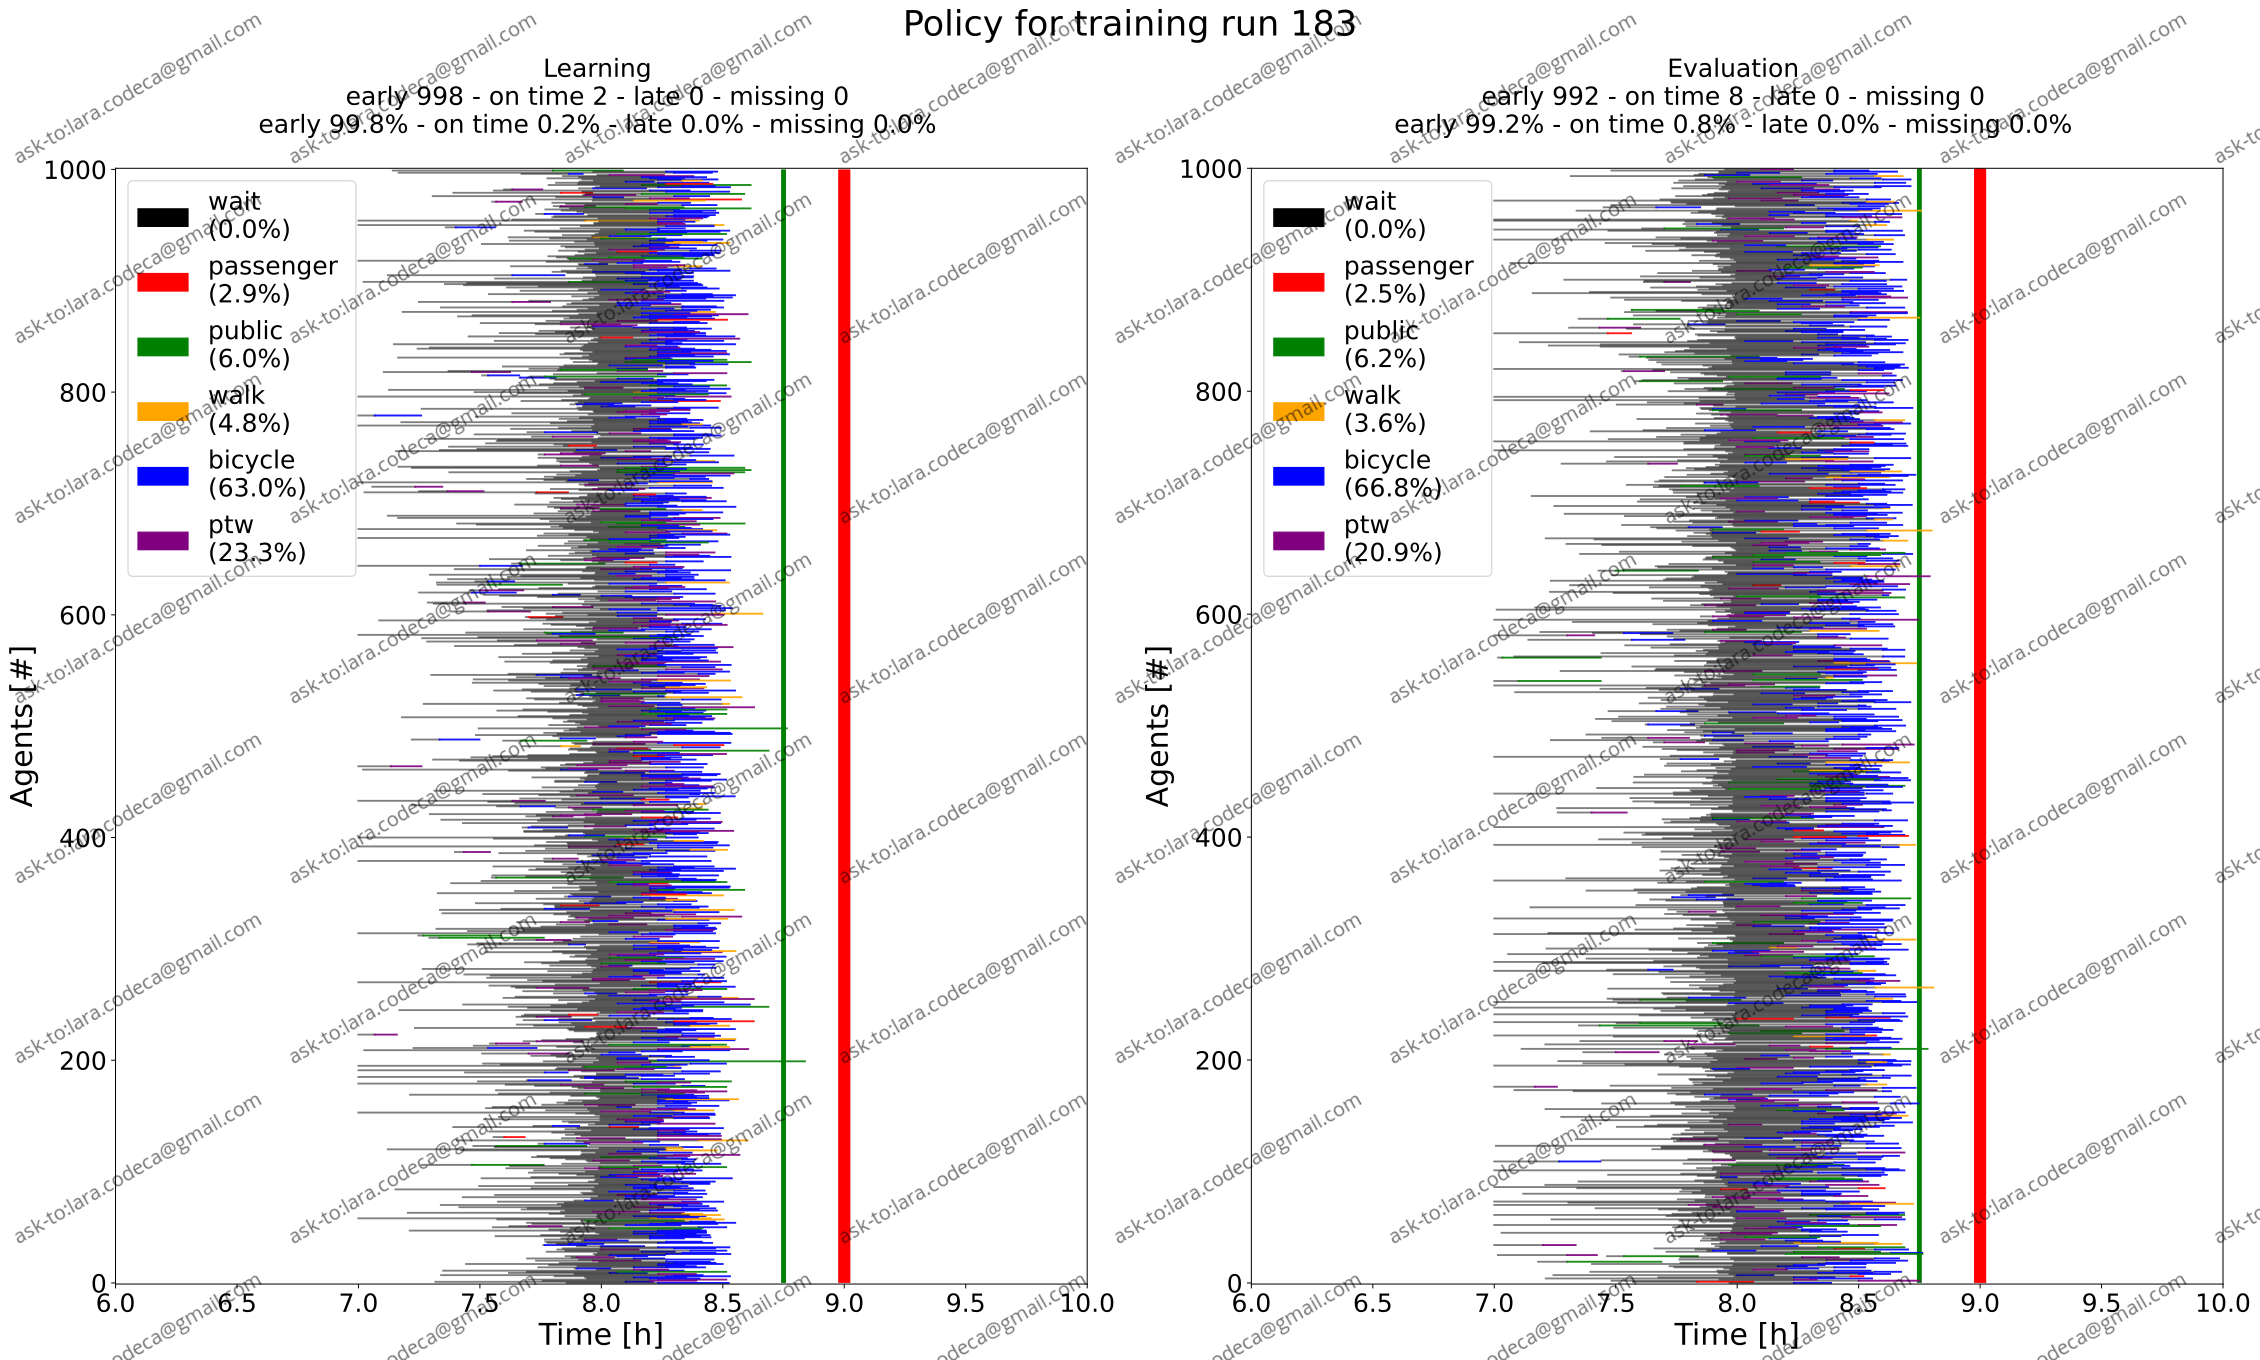 Policy for training run 183
Learning
early 998 - on time 2 - late 0 - missing 0
early 99.8% - on time 0.2% - late 0.0% - missing 0.0%
wait
(0.0%)
passenger
(2.9%)
public
(6.0%)
walk
(4.8%)
bicycle
(63.0%)
ptw
(23.3%)
Agents [#]
1000
800
600
400
200
0
6.0 6.5 7.0 7.5 8.0 8.5 9.0 9.5 10.0
Time [h]
Evaluation
early 992 - on time 8 - late 0 - missing 0
early 99.2% - on time 0.8% - late 0.0% - missing 0.0%
wait
(0.0%)
passenger
(2.5%)
public
(6.2%)
walk
(3.6%)
bicycle
(66.8%)
ptw
(20.9%)
Agents [#]
1000
800
600
400
200
0
6.0 6.5 7.0 7.5 8.0 8.5 9.0 9.5 10.0
Time [h]
ask-to:lara.codeca@gmail.com